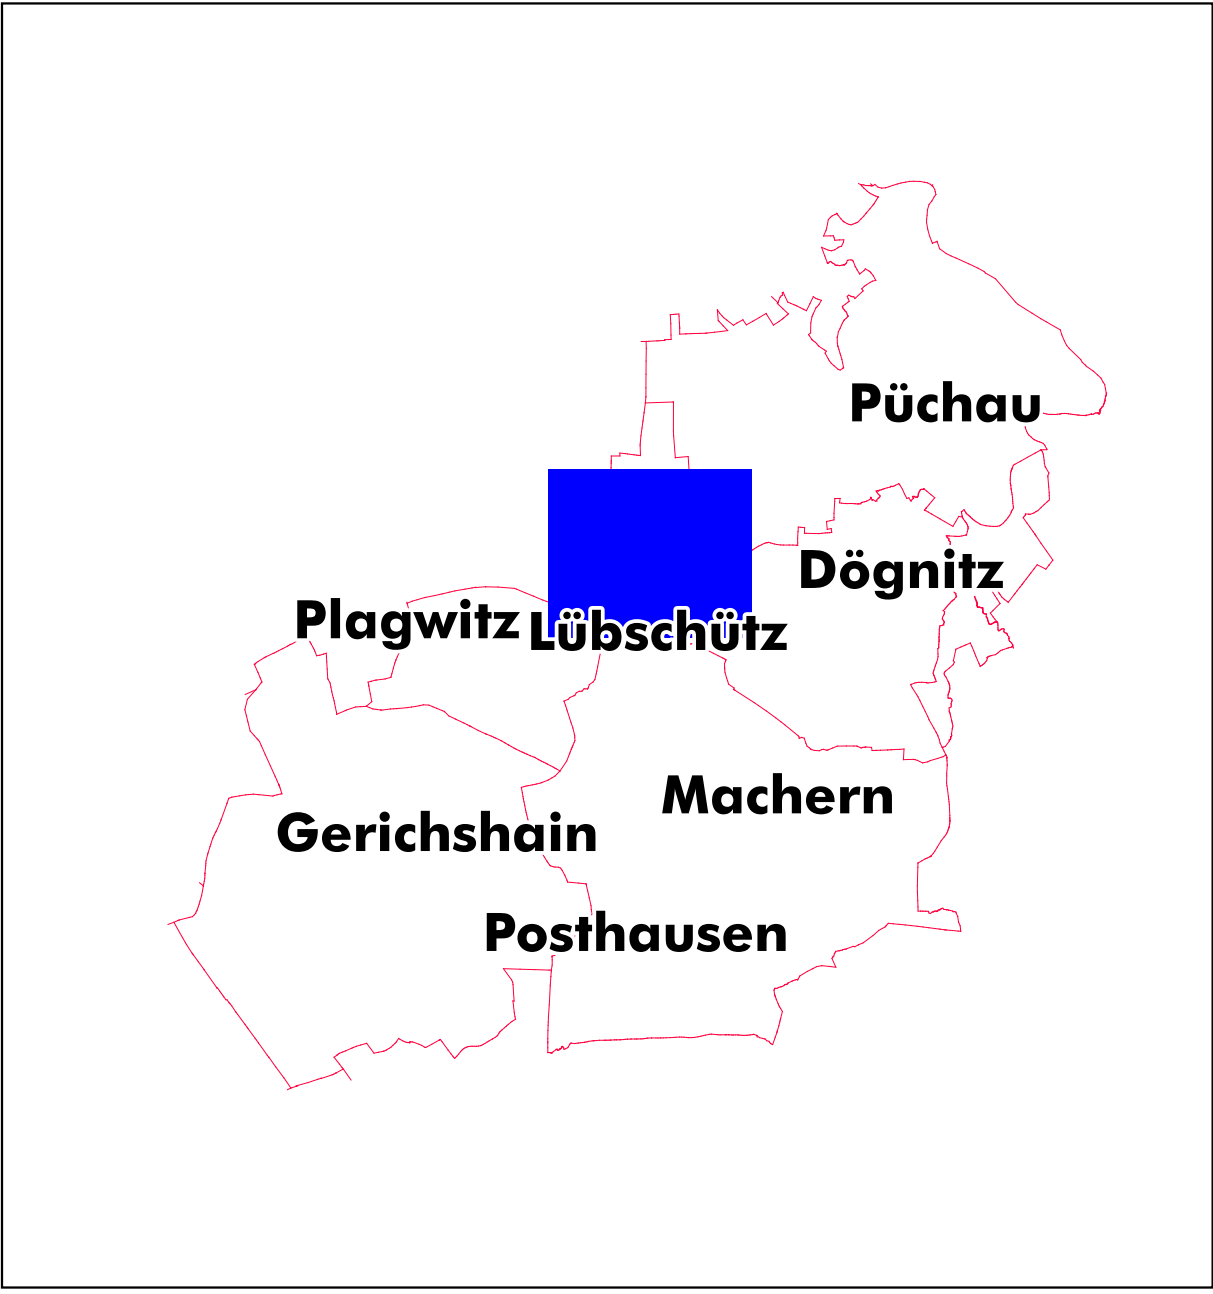 Püchau
Dögnitz
Plagwitz
Lübschütz
Machern
Gerichshain
Posthausen